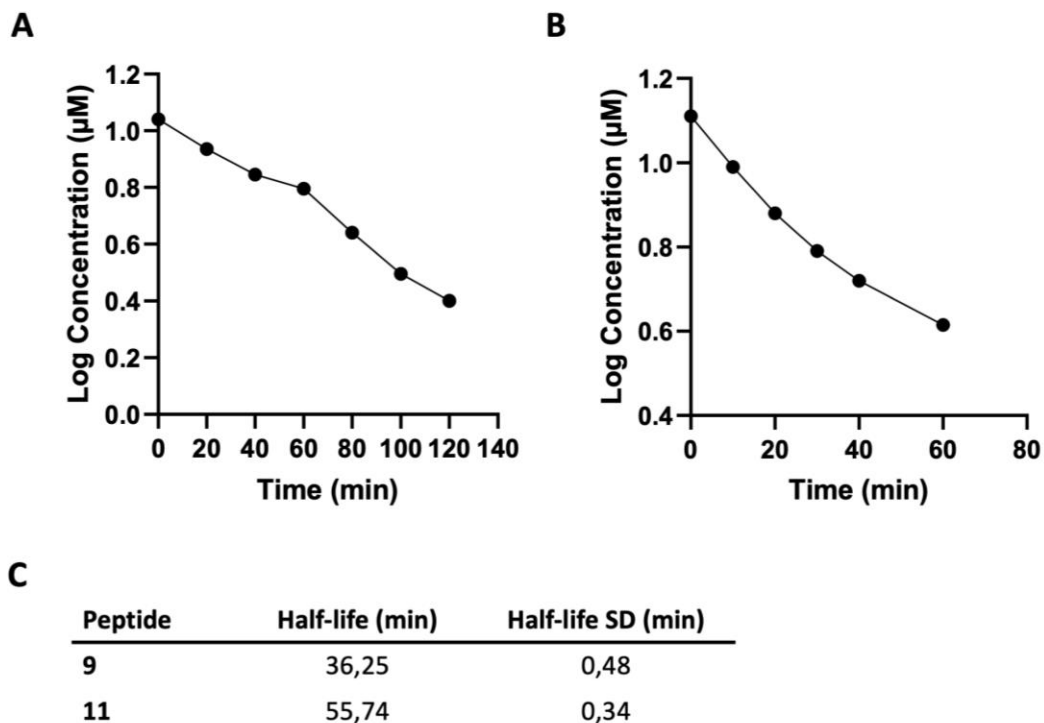 A
Log Concentration (µM)
1.2
1.0
0.8
0.6
0.4
0.2
0.0
0 20 40 60 80 100 120 140
Time (min)
B
Log Concentration (µM)
1.2
1.0
0.8
0.6
0.4
0 20 40 60 80
Time (min)
C
Peptide Half-life (min) Half-life SD (min)
9 36,25 0,48
11 55,74 0,34